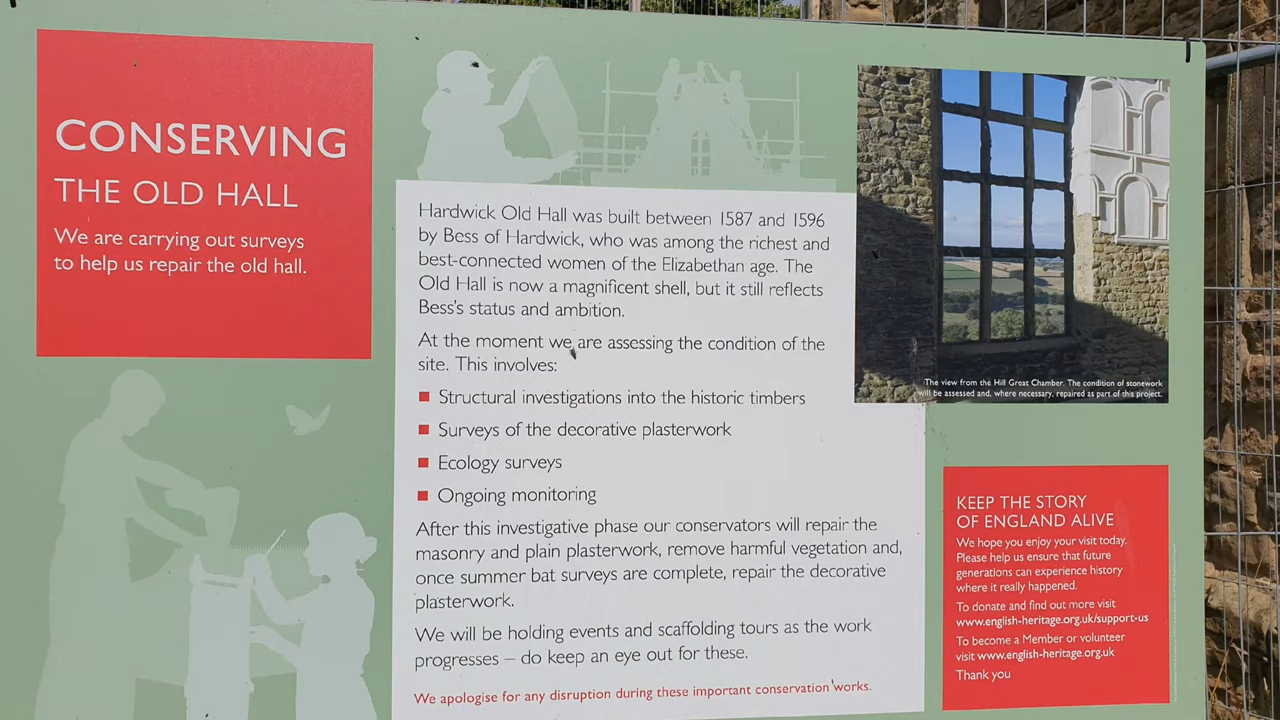 CONSERVING
THE OLD HALL
We are carrying out surveys
to help us repair the old hall.
Hardwick Old Hall was built between 1587 and 1596
by Bess of Hardwick, who was among the richest and
best-connected women of the Elizabethan age. The
Old Hall is now a magnificent shell, but it still reflects
Bess's status and ambition.
At the moment we are assessing the condition of the
site. This involves:
Structural investigations into the historic timbers
Surveys of the decorative plasterwork
Ecology surveys
Ongoing monitoring
After this investigative phase our conservators will repair the
masonry and plain plasterwork, remove harmful vegetation and,
once summer bat surveys are complete, repair the decorative
plasterwork.
We will be holding events and scaffolding tours as the work
progresses – do keep an eye out for these.
We apologise for any disruption during these important conservation works.
The view from the Hill Great Chamber. The condition of stonework
will be assessed and, where necessary, repaired as part of this project.
KEEP THE STORY
OF ENGLAND ALIVE
We hope you enjoy your visit today.
Please help us ensure that future
generations can experience history
where it really happened.
To donate and find out more visit
www.english-heritage.org.uk/support-us
To become a Member or volunteer
visit www.english-heritage.org.uk
Thank you